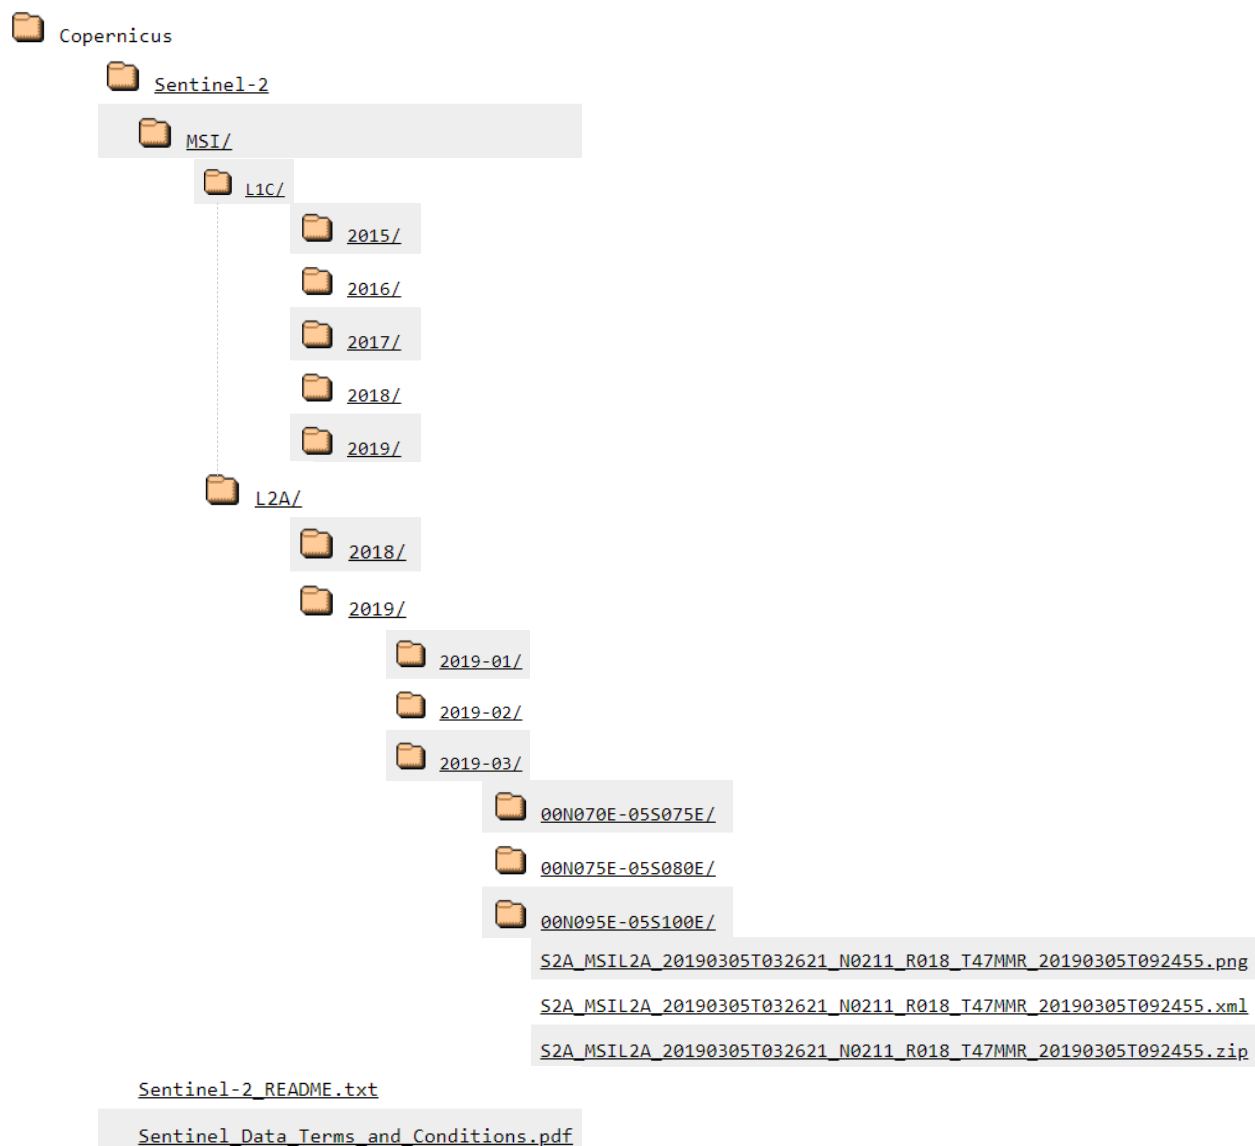 Copernicus
Sentinel-2
MSI/
L1C/
2015/
2016/
2017/
2018/
2019/
L2A/
2018/
2019/
2019-01/
2019-02/
2019-03/
00N070E-05S075E/
00N075E-05S080E/
00N095E-05S100E/
S2A_MSIL2A_20190305T032621_N0211_R018_T47MMR_20190305T092455.png
S2A_MSIL2A_20190305T032621_N0211_R018_T47MMR_20190305T092455.xml
S2A_MSIL2A_20190305T032621_N0211_R018_T47MMR_20190305T092455.zip
Sentinel-2_README.txt
Sentinel_Data_Terms_and_Conditions.pdf